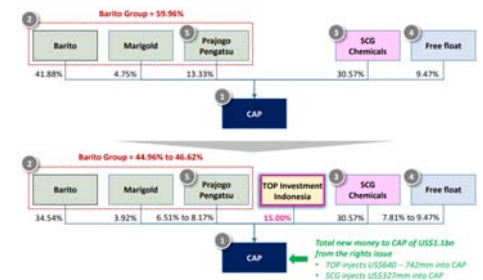 2
Barito Group = 59.96%
Barito
Marigold
5
Prajogo
Pengatsu
3
SCG
Chemicals
4
Free float
41.88%
4.75%
13.33%
30.57%
9.47%
1
CAP
2
Barito Group = 44.96% to 46.62%
Barito
Marigold
5
Prajogo
Pengatsu
TOP Investment
Indonesia
3
SCG
Chemicals
4
Free float
34.54%
3.92%
6.51% to 8.17%
15.00%
30.57%
7.81% to 9.47%
1
CAP
Total new money to CAP of US$1.1bn
from the rights issue
• TOP injects US$640 – 742mm into CAP
• SCG injects US$327mm into CAP